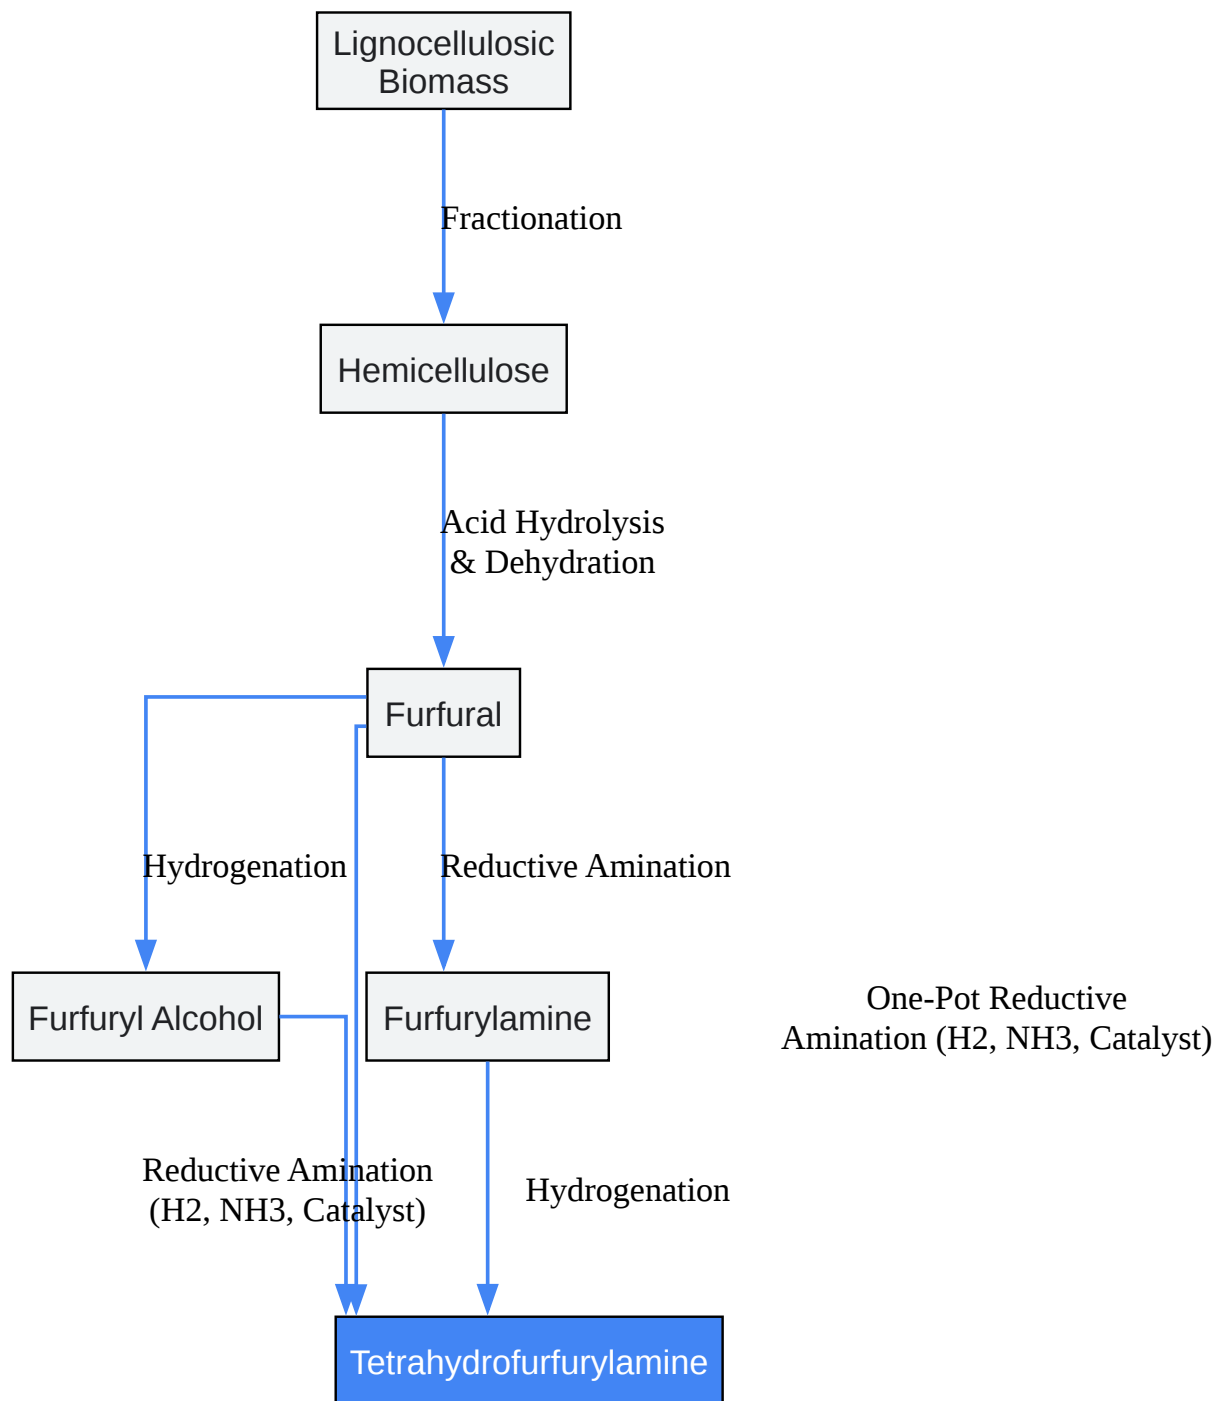 Lignocellulosic
Biomass
Fractionation
Hemicellulose
Acid Hydrolysis
& Dehydration
Furfural
Hydrogenation
Reductive Amination
Furfuryl Alcohol
Furfurylamine
One-Pot Reductive
Amination (H2, NH3, Catalyst)
Reductive Amination
(H2, NH3, Catalyst)
Hydrogenation
Tetrahydrofurfurylamine